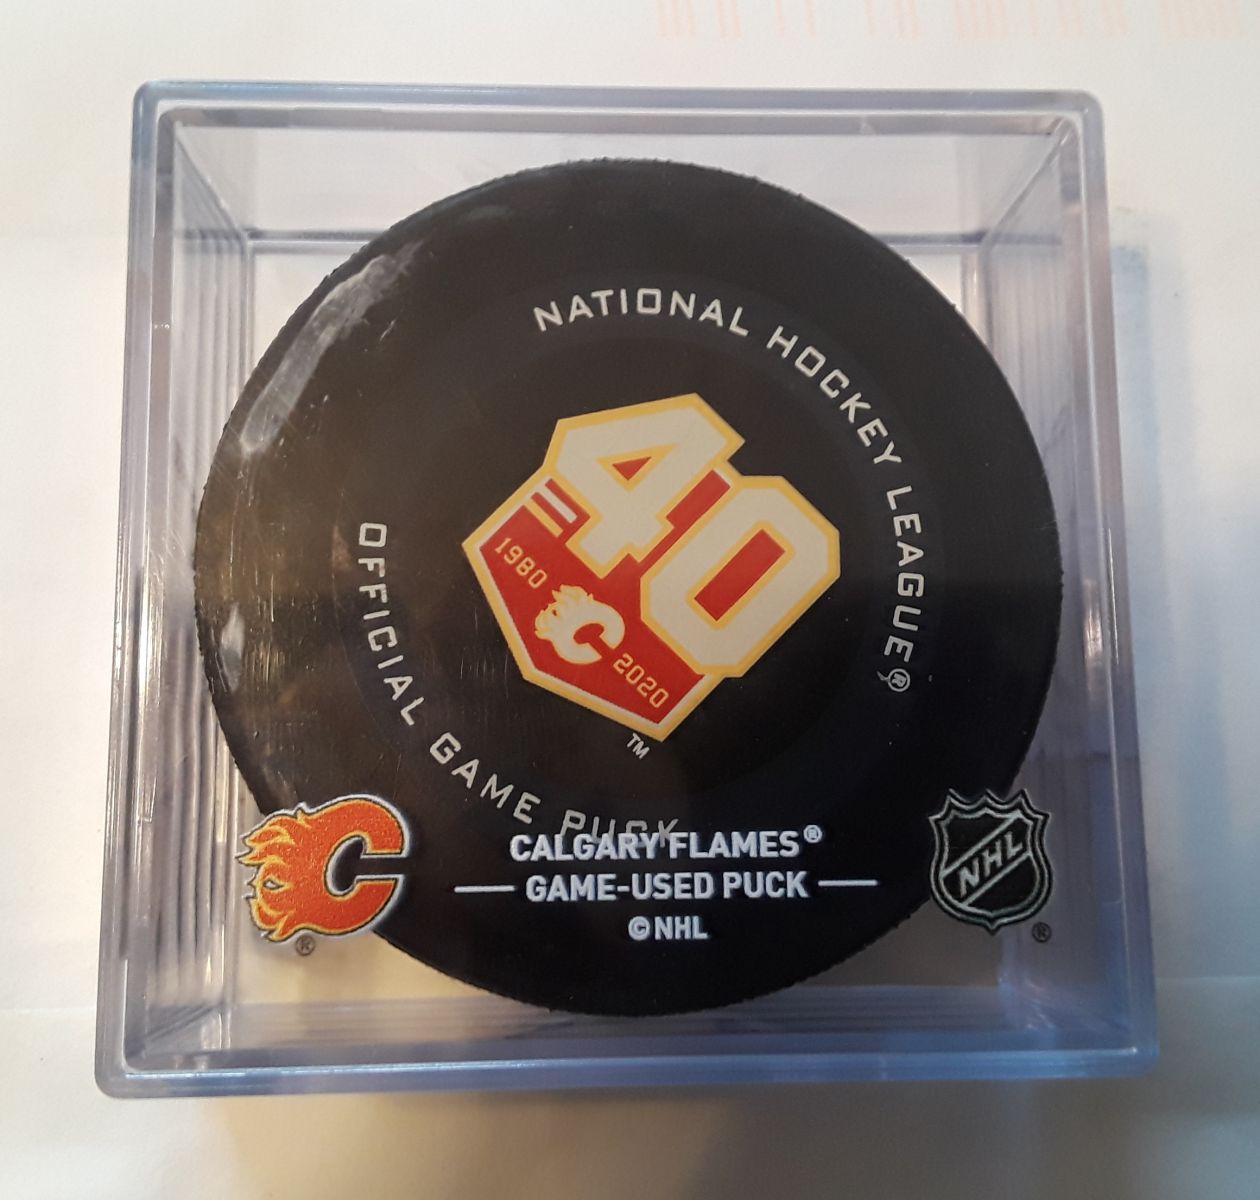 NATIONAL HOCKEY LEAGUE®
40
1980
C
2020
TM
OFFICIAL GAME PUCK
CALGARY FLAMES®
GAME-USED PUCK
©NHL
C
®
NHL
®